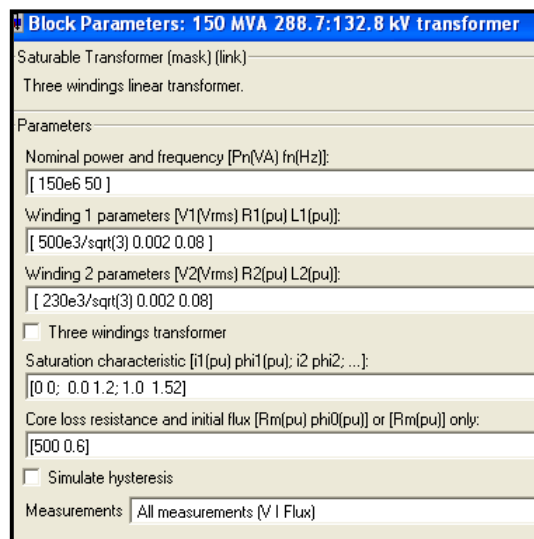 Block Parameters: 150 MVA 288.7:132.8 kV transformer
Saturable Transformer (mask) (link)
Three windings linear transformer.
Parameters
Nominal power and frequency [Pn(VA) fn(Hz)]:
[ 150e6 50 ]
Winding 1 parameters [V1(Vrms) R1(pu) L1(pu)]:
[ 500e3/sqrt(3) 0.002 0.08 ]
Winding 2 parameters [V2(Vrms) R2(pu) L2(pu)]:
[ 230e3/sqrt(3) 0.002 0.08]
Three windings transformer
Saturation characteristic [i1(pu) phi1(pu); i2 phi2; ...]:
[0 0; 0.0 1.2; 1.0 1.52]
Core loss resistance and initial flux [Rm(pu) phi0(pu)] or [Rm(pu)] only:
[500 0.6]
Simulate hysteresis
Measurements All measurements (V I Flux)